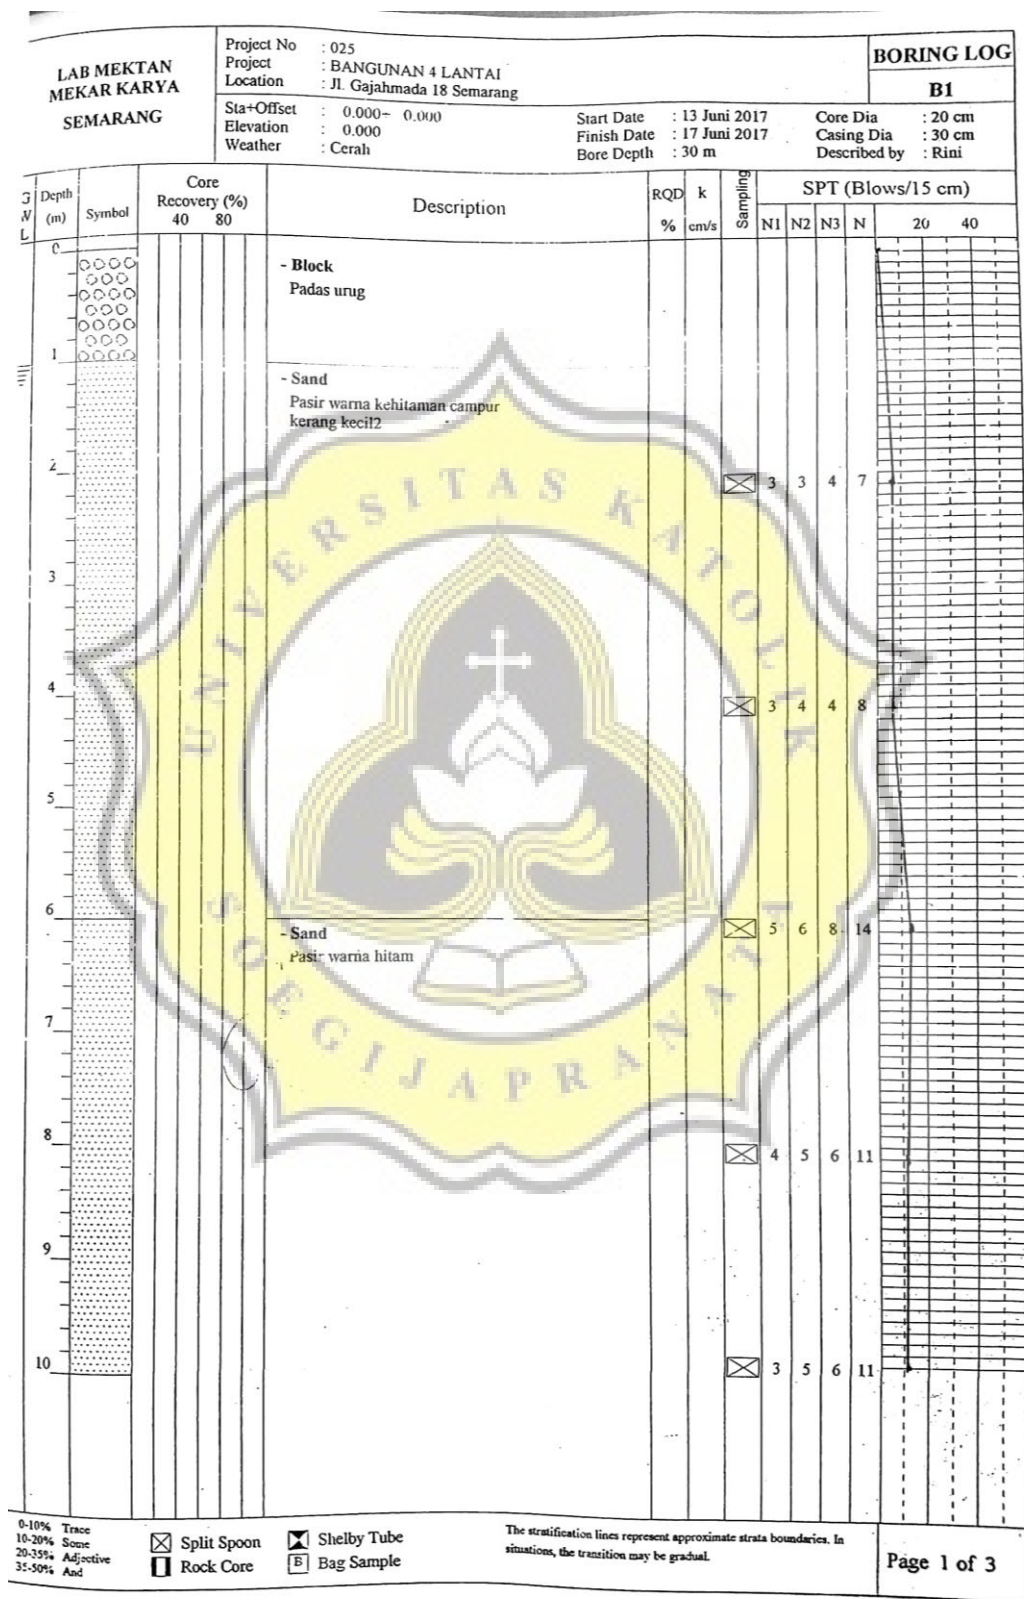 LAB MEKTAN
MEKAR KARYA
SEMARANG
Project No : 025
Project : BANGUNAN 4 LANTAI
Location : Jl. Gajahmada 18 Semarang
BORING LOG
B1
Sta+Offset : 0.000÷ 0.000
Elevation : 0.000
Weather : Cerah
Start Date : 13 Juni 2017
Finish Date : 17 Juni 2017
Bore Depth : 30 m
Core Dia : 20 cm
Casing Dia : 30 cm
Described by : Rini
G W L
Depth (m)
Symbol
Core Recovery (%)
40 80
Description
RQD %
k cm/s
Sampling
SPT (Blows/15 cm)
N1 N2 N3 N 20 40
0
- Block
Padas urug
1
- Sand
Pasir warna kehitaman campur
kerang kecil2
2 3 3 4 7
3
4 3 4 4 8
5
6 5 6 8 14
- Sand
Pasir warna hitam
7
8 4 5 6 11
9
10 3 5 6 11
UNIVERSITAS KATOLIK
SOEGIJAPRANATA
0-10% Trace
10-20% Some
20-35% Adjective
35-50% And
Split Spoon
Rock Core
Shelby Tube
B Bag Sample
The stratification lines represent approximate strata boundaries. In
situations, the transition may be gradual.
Page 1 of 3